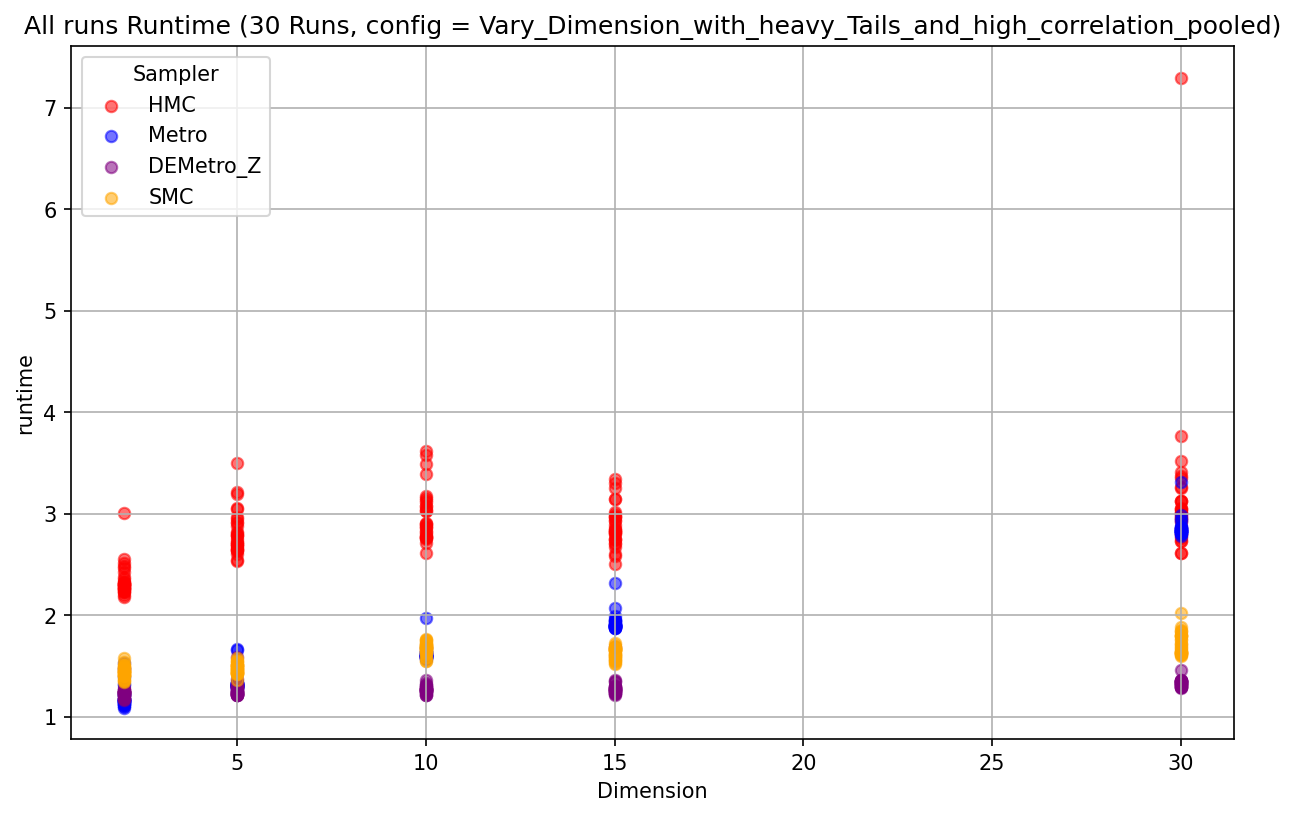 All runs Runtime (30 Runs, config = Vary_Dimension_with_heavy_Tails_and_high_correlation_pooled)
Sampler
HMC
Metro
DEMetro_Z
SMC
runtime
7
6
5
4
3
2
1
5
10
15
20
25
30
Dimension